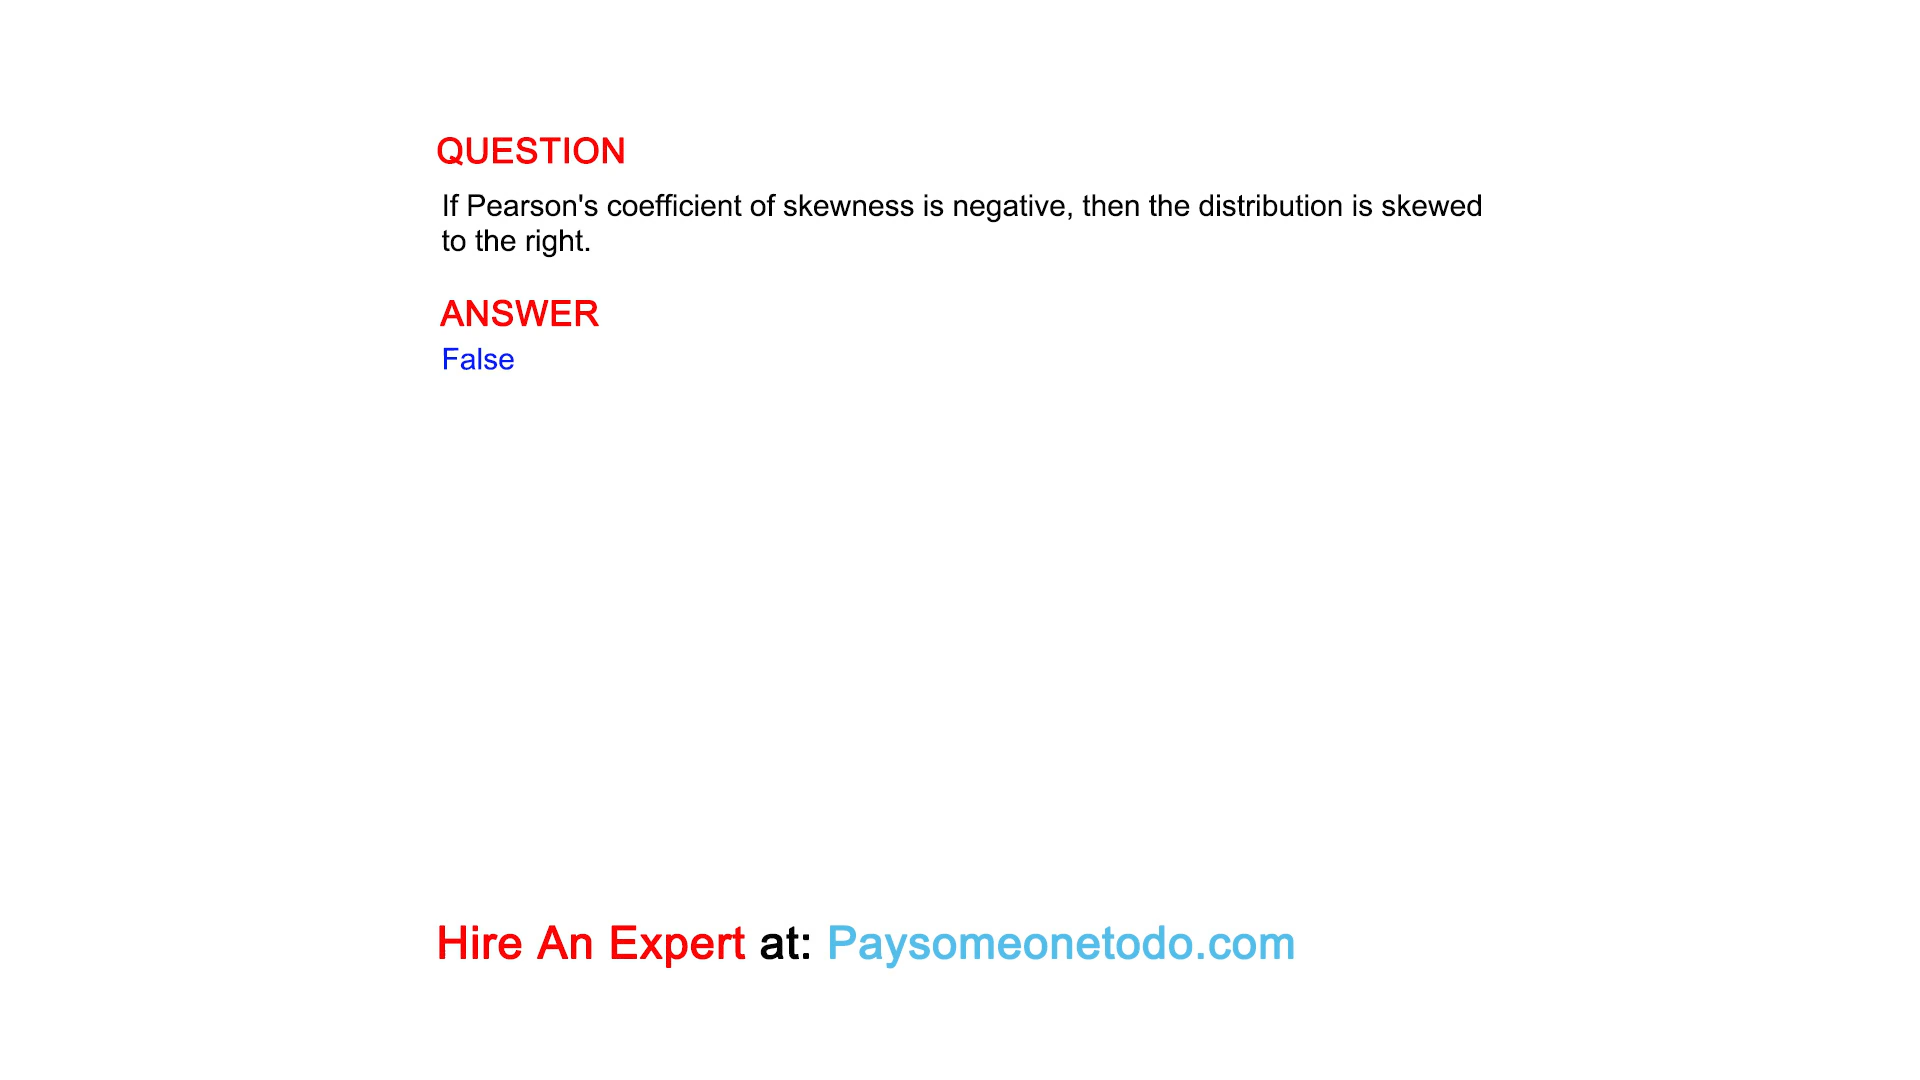 QUESTION
If Pearson's coefficient of skewness is negative, then the distribution is skewed
to the right.
ANSWER
False
Hire An Expert at: Paysomeonetodo.com